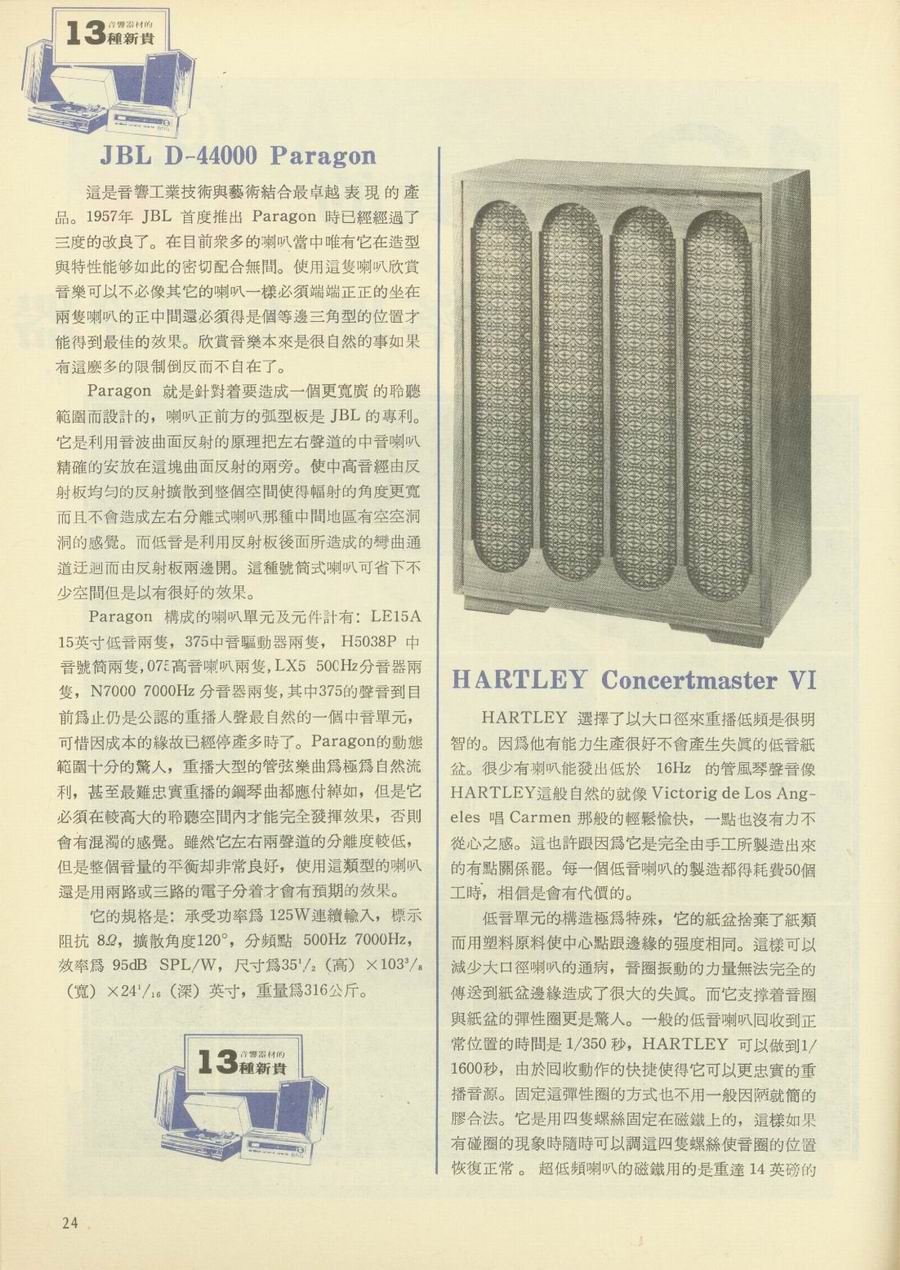 13 音響器材的
種新貴
JBL D-44000 Paragon
這是音響工業技術與藝術結合最卓越表現的產
品。1957年 JBL 首度推出 Paragon 時已經經過了
三度的改良了。在目前衆多的喇叭當中唯有它在造型
與特性能够如此的密切配合無間。使用這隻喇叭欣賞
音樂可以不必像其它的喇叭一樣必須端端正正的坐在
兩隻喇叭的正中間還必須得是個等邊三角型的位置才
能得到最佳的效果。欣賞音樂本來是很自然的事如果
有這麼多的限制倒反而不自在了。
Paragon 就是針對着要造成一個更寬廣的聆聽
範圍而設計的，喇叭正前方的弧型板是 JBL 的專利。
它是利用音波曲面反射的原理把左右聲道的中音喇叭
精確的安放在這塊曲面反射的兩旁。使中高音經由反
射板均勻的反射擴散到整個空間使得幅射的角度更寬
而且不會造成左右分離式喇叭那種中間地區有空空洞
洞的感覺。而低音是利用反射板後面所造成的彎曲通
道迂迴而由反射板兩邊開。這種號筒式喇叭可省下不
少空間但是以有很好的效果。
Paragon 構成的喇叭單元及元件計有：LE15A
15英寸低音兩隻，375中音驅動器兩隻， H5038P 中
音號筒兩隻,075高音喇叭兩隻,LX5 500Hz分音器兩
隻，N7000 7000Hz 分音器兩隻,其中375的聲音到目
前爲止仍是公認的重播人聲最自然的一個中音單元，
可惜因成本的緣故已經停產多時了。Paragon的動態
範圍十分的驚人，重播大型的管弦樂曲爲極爲自然流
利，甚至最難忠實重播的鋼琴曲都應付綽如，但是它
必須在較高大的聆聽空間內才能完全發揮效果，否則
會有混濁的感覺。雖然它左右兩聲道的分離度較低，
但是整個音量的平衡却非常良好，使用這類型的喇叭
還是用兩路或三路的電子分着才會有預期的效果。
它的規格是：承受功率爲 125W連續輸入，標示
阻抗 8Ω，擴散角度120°，分頻點 500Hz 7000Hz，
效率爲 95dB SPL/W，尺寸爲35¹/₂（高）×103³/₈
（寬）×24¹/₁₆（深）英寸，重量爲316公斤。
13 音響器材的
種新貴
HARTLEY Concertmaster VI
HARTLEY 選擇了以大口徑來重播低頻是很明
智的。因爲他有能力生產很好不會產生失眞的低音紙
盆。很少有喇叭能發出低於 16Hz 的管風琴聲音像
HARTLEY這般自然的就像 Victorig de Los Ang-
eles 唱 Carmen 那般的輕鬆愉快，一點也沒有力不
從心之感。這也許跟因爲它是完全由手工所製造出來
的有點關係罷。每一個低音喇叭的製造都得耗費50個
工時，相信是會有代價的。
低音單元的構造極爲特殊，它的紙盆捨棄了紙類
而用塑料原料使中心點跟邊緣的强度相同。這樣可以
減少大口徑喇叭的通病，音圈振動的力量無法完全的
傳送到紙盆邊緣造成了很大的失眞。而它支撐着音圈
與紙盆的彈性圈更是驚人。一般的低音喇叭囘收到正
常位置的時間是 1/350 秒，HARTLEY 可以做到1/
1600秒，由於囘收動作的快捷使得它可以更忠實的重
播音源。固定這彈性圈的方式也不用一般因陋就簡的
膠合法。它是用四隻螺絲固定在磁鐵上的，這樣如果
有碰圈的現象時隨時可以調這四隻螺絲使音圈的位置
恢復正常 。 超低頻喇叭的磁鐵用的是重達 14 英磅的
24